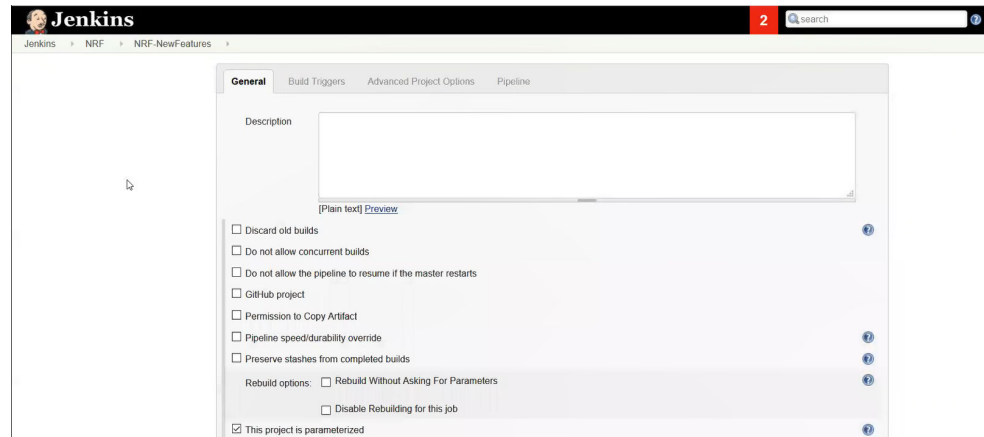 Jenkins
2
search
Jenkins NRF NRF-NewFeatures
General Build Triggers Advanced Project Options Pipeline
Description
[Plain text] Preview
Discard old builds
Do not allow concurrent builds
Do not allow the pipeline to resume if the master restarts
GitHub project
Permission to Copy Artifact
Pipeline speed/durability override
Preserve stashes from completed builds
Rebuild options: Rebuild Without Asking For Parameters
Disable Rebuilding for this job
This project is parameterized